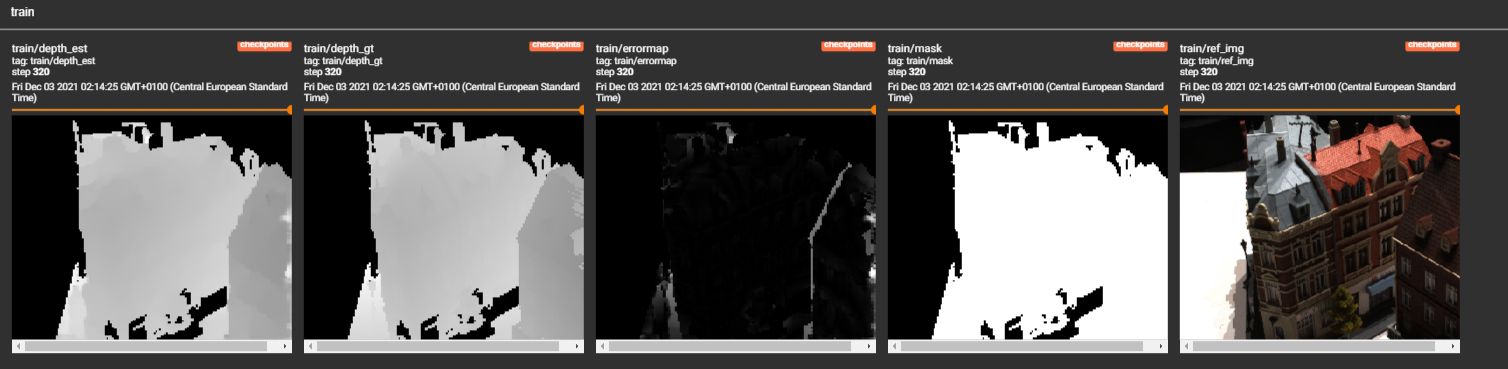 train
train/depth_est
checkpoints
tag: train/depth_est
step 320
Fri Dec 03 2021 02:14:25 GMT+0100 (Central European Standard
Time)
train/depth_gt
checkpoints
tag: train/depth_gt
step 320
Fri Dec 03 2021 02:14:25 GMT+0100 (Central European Standard
Time)
train/errormap
checkpoints
tag: train/errormap
step 320
Fri Dec 03 2021 02:14:25 GMT+0100 (Central European Standard
Time)
train/mask
checkpoints
tag: train/mask
step 320
Fri Dec 03 2021 02:14:25 GMT+0100 (Central European Standard
Time)
train/ref_img
checkpoints
tag: train/ref_img
step 320
Fri Dec 03 2021 02:14:25 GMT+0100 (Central European Standard
Time)